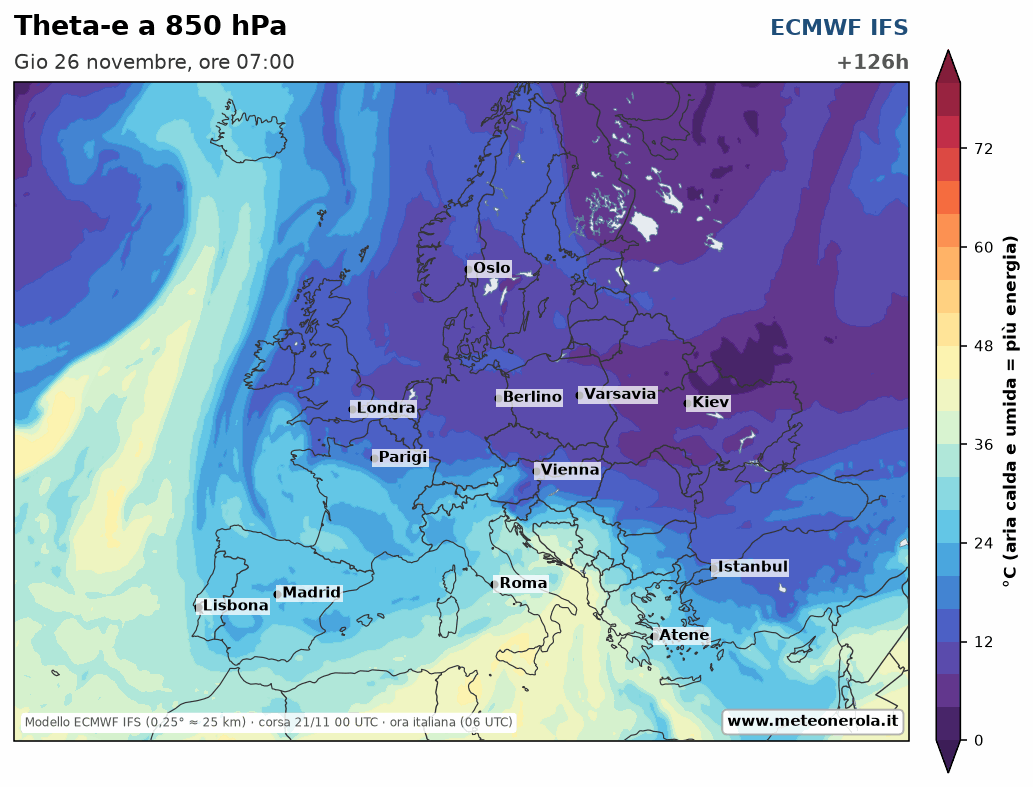 Theta-e a 850 hPa
ECMWF IFS
Gio 26 novembre, ore 07:00
+126h
72
60
48
36
24
12
0
°C (aria calda e umida = più energia)
Oslo
Londra
Berlino
Varsavia
Kiev
Parigi
Vienna
Istanbul
Roma
Madrid
Lisbona
Atene
Modello ECMWF IFS (0,25° ≈ 25 km) · corsa 21/11 00 UTC · ora italiana (06 UTC)
www.meteonerola.it